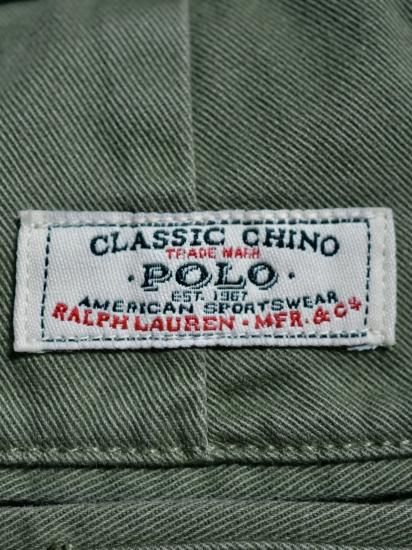 CLASSIC CHINO
TRADE MARK
· POLO ·
EST. 1967
AMERICAN SPORTSWEAR
RALPH LAUREN · MFR. & Co.